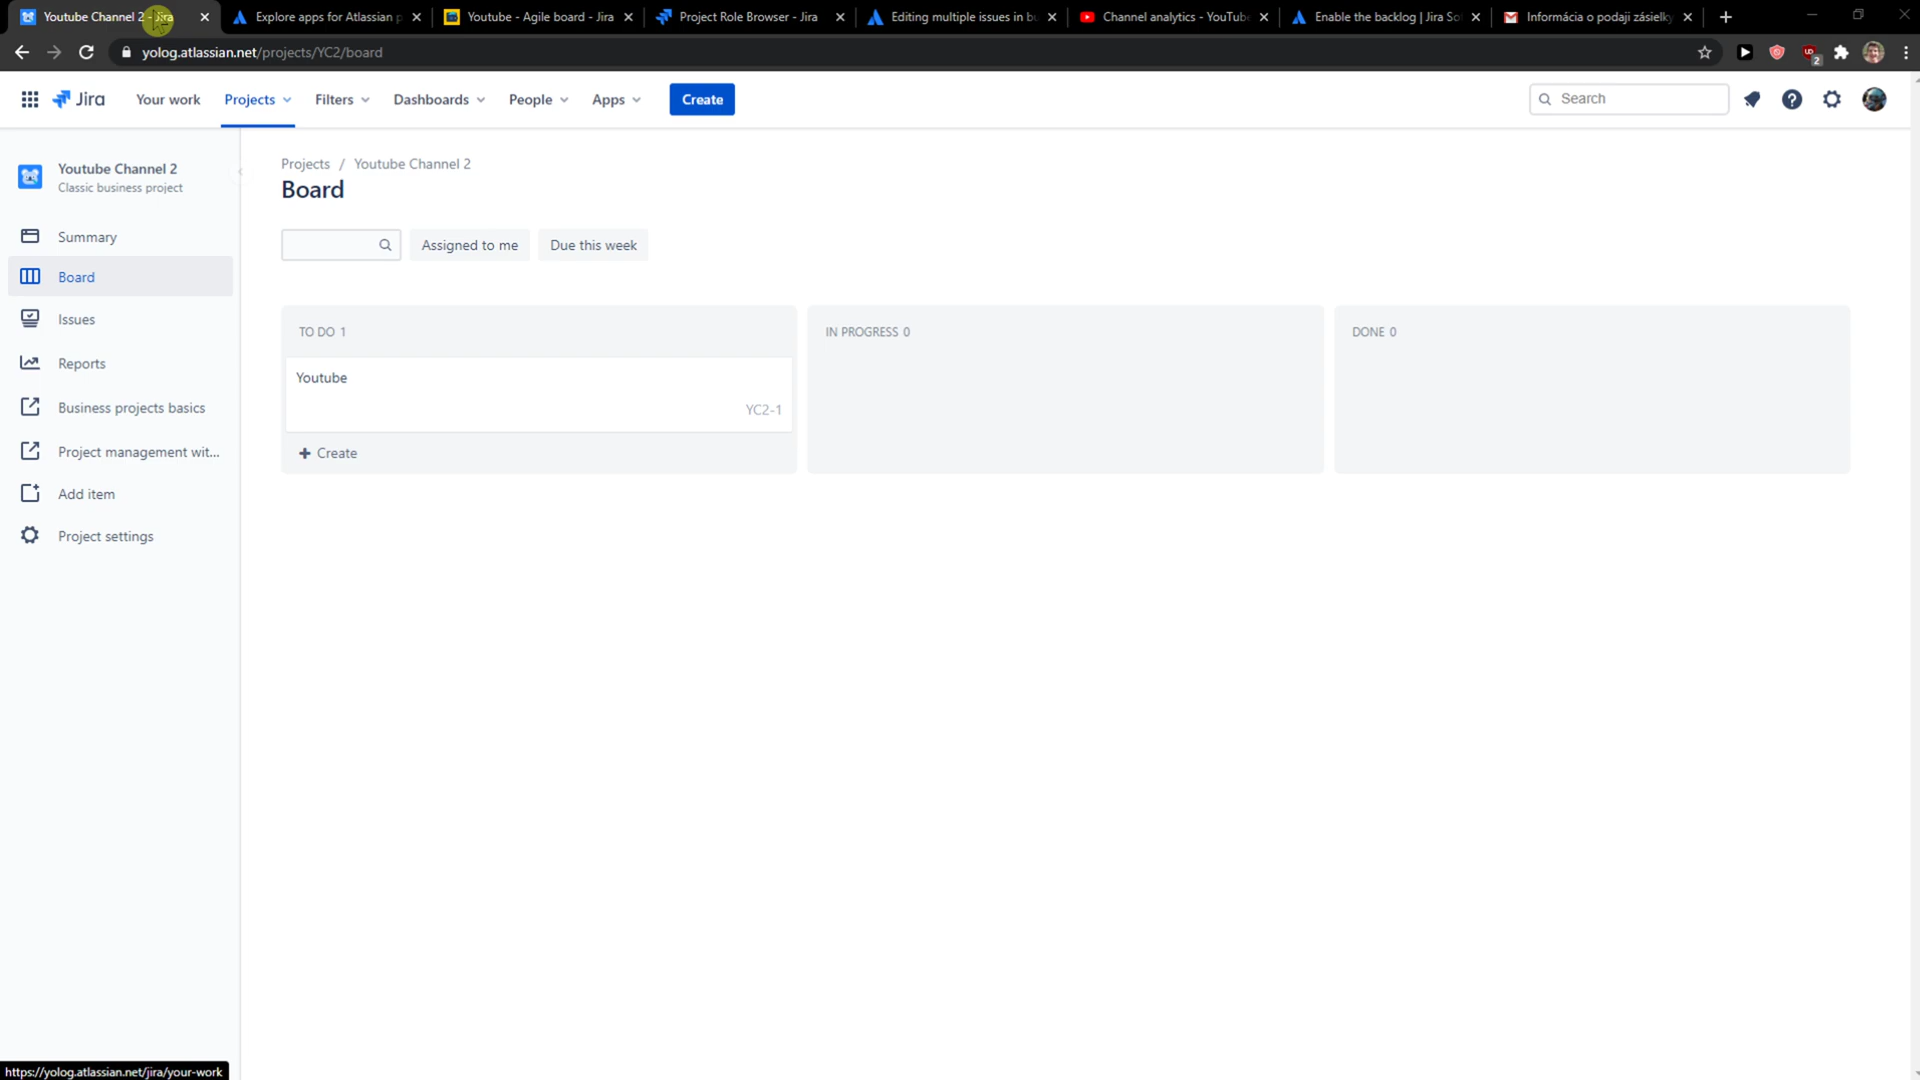 Youtube Channel 2 - Jira
Explore apps for Atlassian p
Youtube - Agile board - Jira
Project Role Browser - Jira
Editing multiple issues in bu
Channel analytics - YouTube
Enable the backlog | Jira So
Informácia o podaji zásielky
yolog.atlassian.net/projects/YC2/board
2
Jira
Your work
Projects
Filters
Dashboards
People
Apps
Create
Search
Youtube Channel 2
Classic business project
Summary
Board
Issues
Reports
Business projects basics
Project management wit...
Add item
Project settings
Projects / Youtube Channel 2
Board
Assigned to me
Due this week
TO DO 1
Youtube
YC2-1
+ Create
IN PROGRESS 0
DONE 0
https://yolog.atlassian.net/jira/your-work